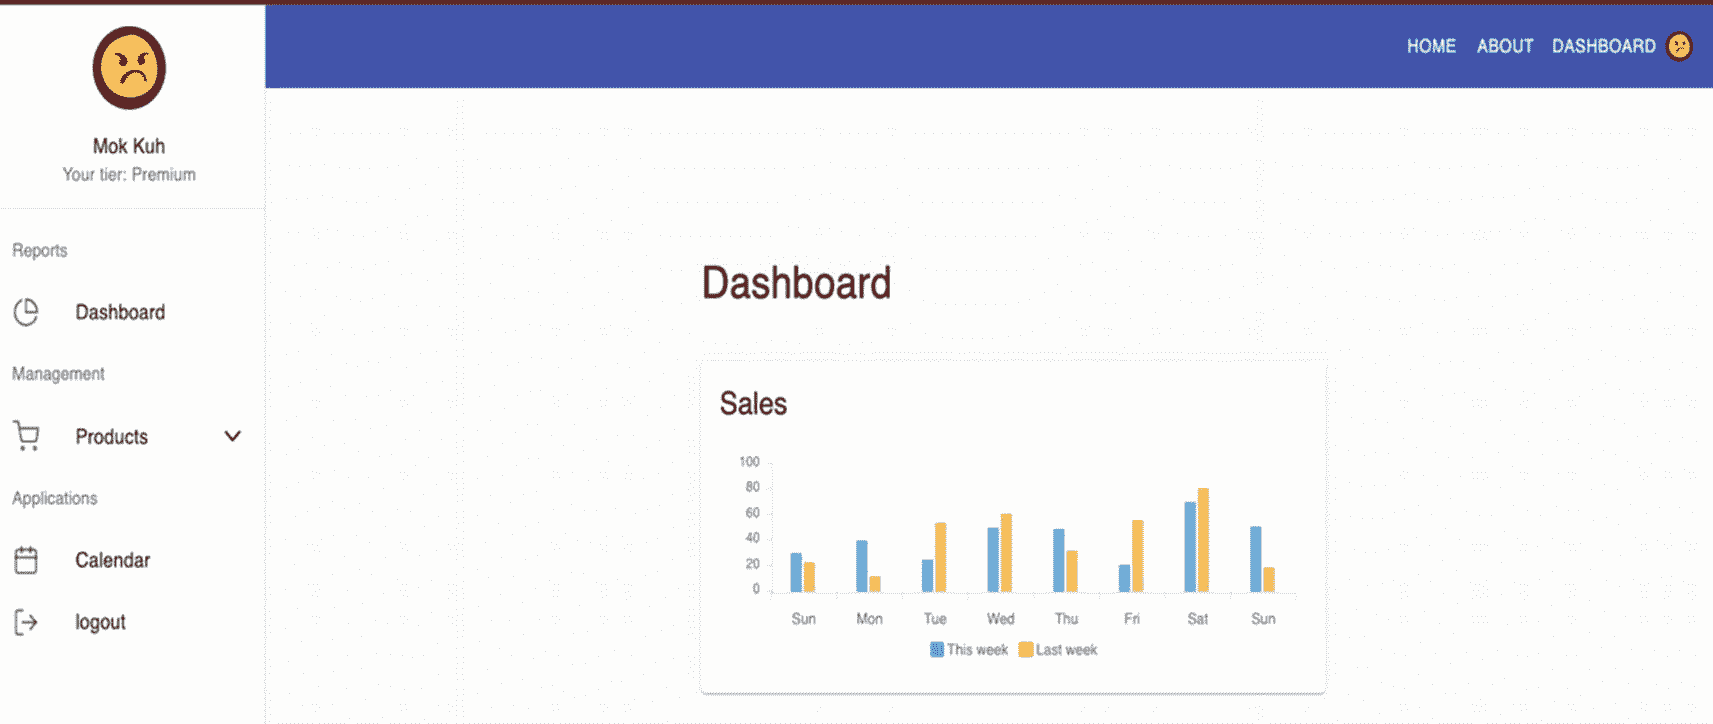 HOME ABOUT DASHBOARD
Mok Kuh
Your tier: Premium
Reports
Dashboard
Management
Products
Applications
Calendar
logout
Dashboard
Sales
100
80
60
40
20
0
Sun Mon Tue Wed Thu Fri Sat Sun
This week Last week